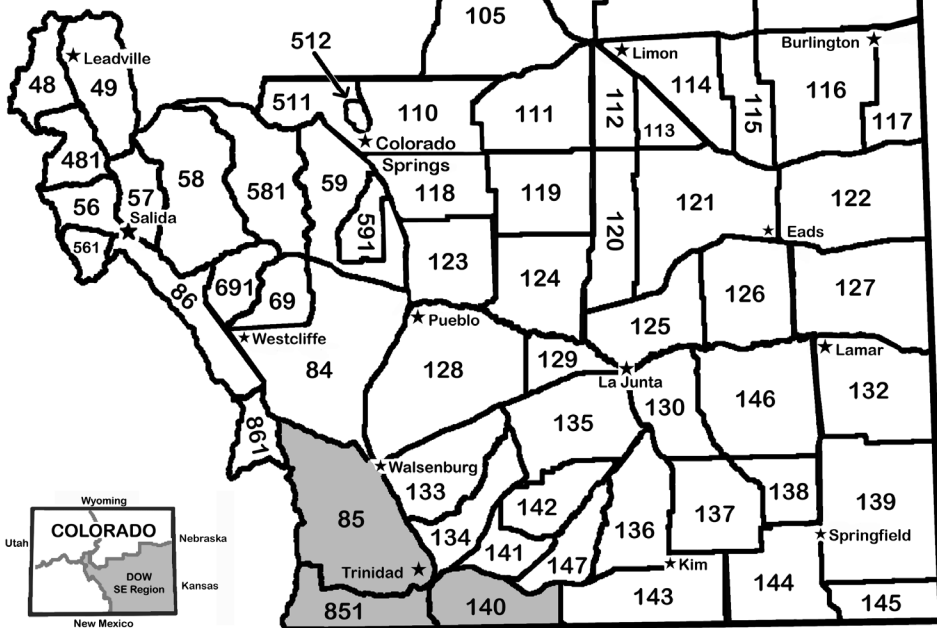 105
512
Limon
Burlington
48
Leadville
49
511
110
111
112
114
115
116
113
117
Colorado
Springs
481
58
581
59
118
119
121
122
56
57
Salida
561
591
120
Eads
123
124
126
127
86
691
69
Pueblo
125
Westcliffe
84
128
129
La Junta
Lamar
132
130
146
135
861
Walsenburg
133
142
138
139
85
134
136
137
141
147
Springfield
Trinidad
Kim
143
144
145
851
140
Wyoming
COLORADO
Utah
Nebraska
DOW
SE Region
Kansas
New Mexico